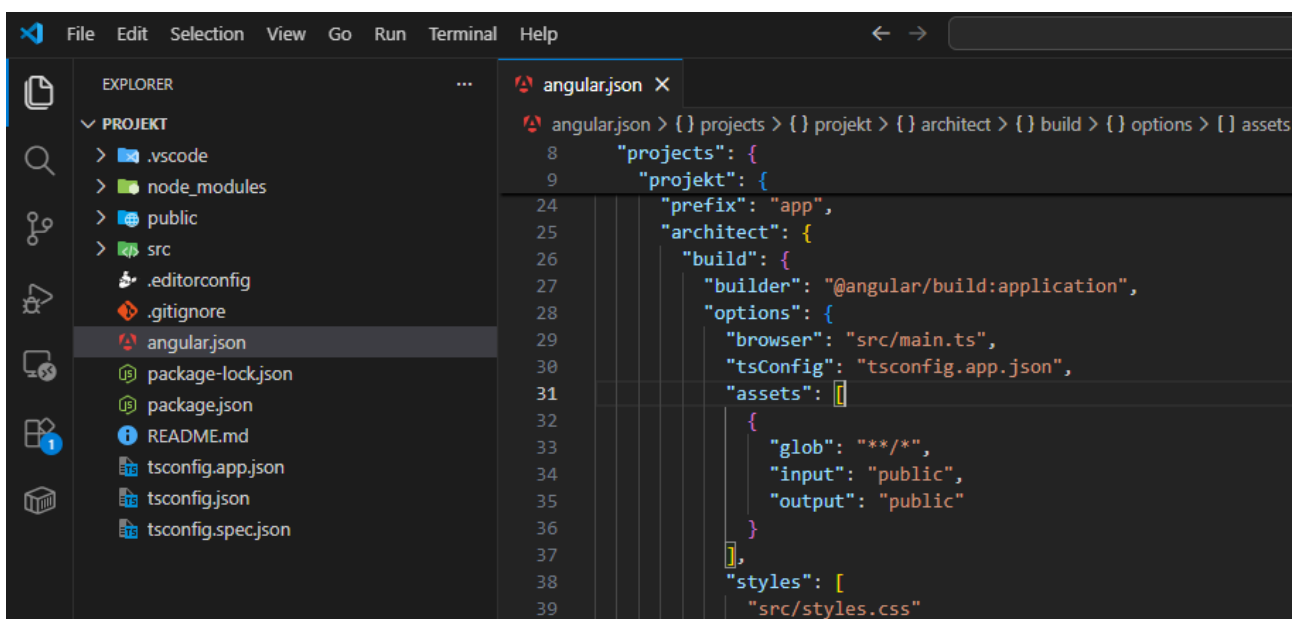 File Edit Selection View Go Run Terminal Help
EXPLORER
PROJEKT
.vscode
node_modules
public
src
.editorconfig
.gitignore
angular.json
package-lock.json
package.json
README.md
tsconfig.app.json
tsconfig.json
tsconfig.spec.json
1
angular.json
angular.json > { } projects > { } projekt > { } architect > { } build > { } options > [ ] assets
8 "projects": {
9 "projekt": {
24 "prefix": "app",
25 "architect": {
26 "build": {
27 "builder": "@angular/build:application",
28 "options": {
29 "browser": "src/main.ts",
30 "tsConfig": "tsconfig.app.json",
31 "assets": [
32 {
33 "glob": "**/*",
34 "input": "public",
35 "output": "public"
36 }
37 ],
38 "styles": [
39 "src/styles.css"